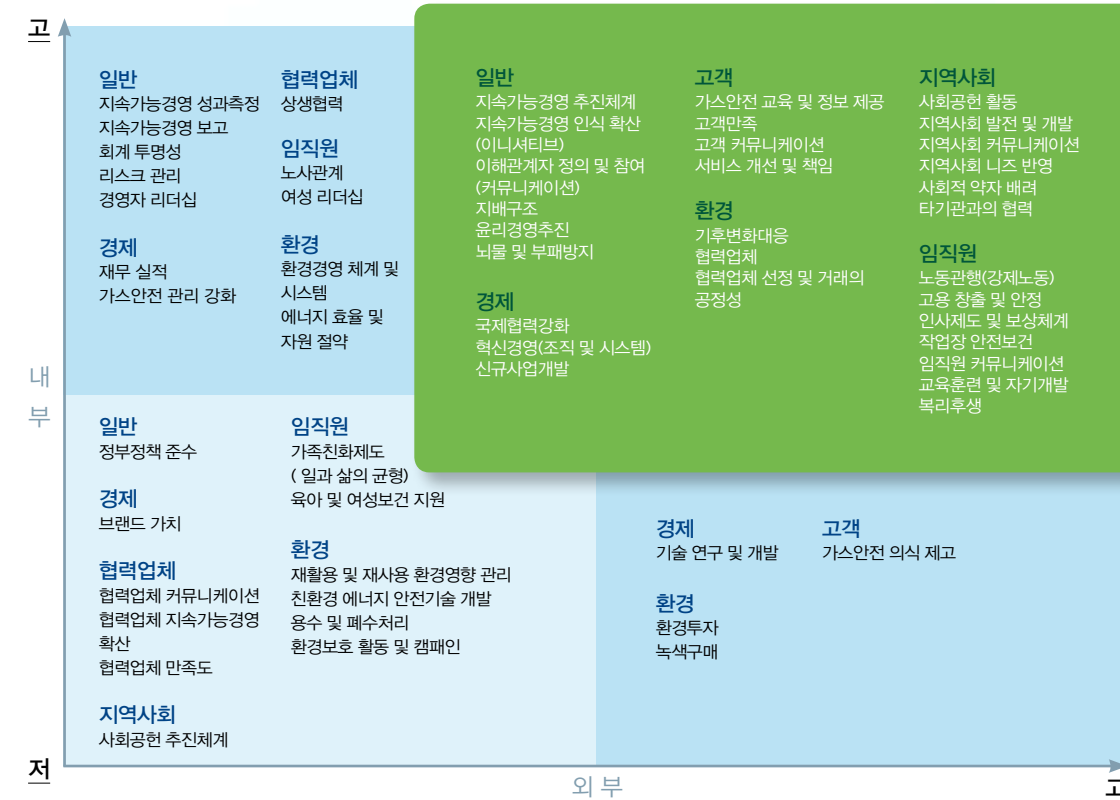 고
일반
지속가능경영 성과측정
지속가능경영 보고
회계 투명성
리스크 관리
경영자 리더십
경제
재무 실적
가스안전 관리 강화
협력업체
상생협력
임직원
노사관계
여성 리더십
환경
환경경영 체계 및
시스템
에너지 효율 및
자원 절약
일반
지속가능경영 추진체계
지속가능경영 인식 확산
(이니셔티브)
이해관계자 정의 및 참여
(커뮤니케이션)
지배구조
윤리경영추진
뇌물 및 부패방지
경제
국제협력강화
혁신경영(조직 및 시스템)
신규사업개발
고객
가스안전 교육 및 정보 제공
고객만족
고객 커뮤니케이션
서비스 개선 및 책임
환경
기후변화대응
협력업체
협력업체 선정 및 거래의
공정성
지역사회
사회공헌 활동
지역사회 발전 및 개발
지역사회 커뮤니케이션
지역사회 니즈 반영
사회적 약자 배려
타기관과의 협력
임직원
노동관행(강제노동)
고용 창출 및 안정
인사제도 및 보상체계
작업장 안전보건
임직원 커뮤니케이션
교육훈련 및 자기개발
복리후생
내
부
일반
정부정책 준수
경제
브랜드 가치
협력업체
협력업체 커뮤니케이션
협력업체 지속가능경영
확산
협력업체 만족도
지역사회
사회공헌 추진체계
임직원
가족친화제도
( 일과 삶의 균형)
육아 및 여성보건 지원
환경
재활용 및 재사용 환경영향 관리
친환경 에너지 안전기술 개발
용수 및 폐수처리
환경보호 활동 및 캠패인
경제
기술 연구 및 개발
환경
환경투자
녹색구매
고객
가스안전 의식 제고
저
외 부
고